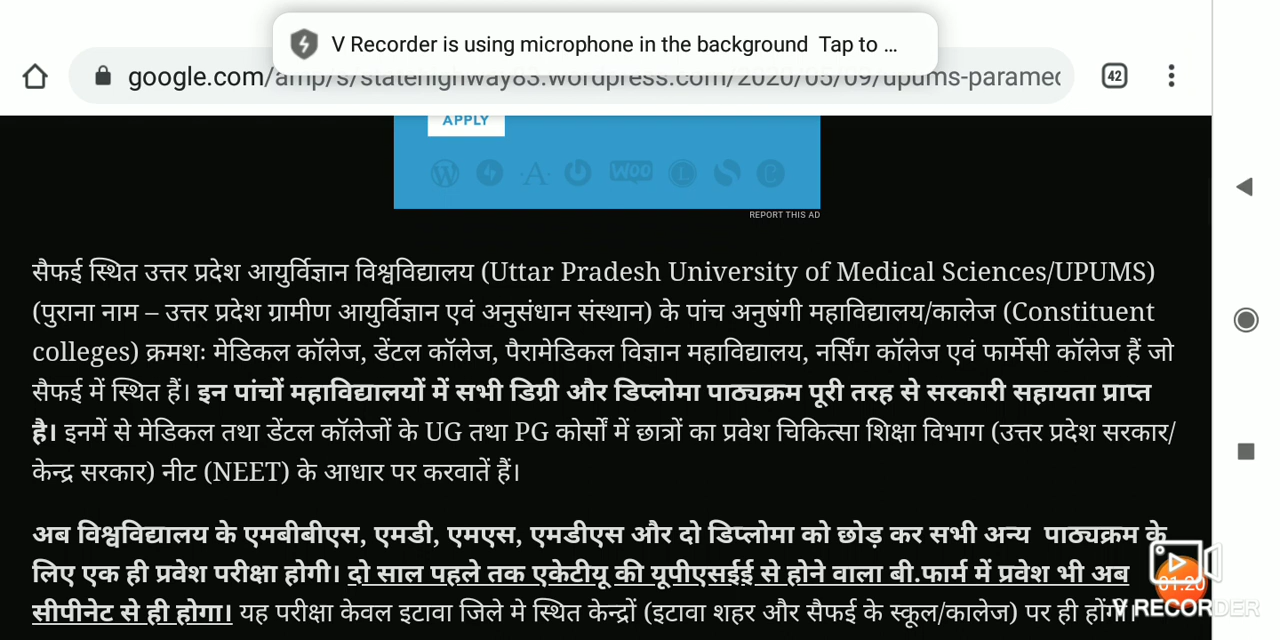 V Recorder is using microphone in the background Tap to ...
google.com/amp/s/statehighway83.wordpress.com/2020/05/09/upums-paramec
42
APPLY
WOO
REPORT THIS AD
सैफई स्थित उत्तर प्रदेश आयुर्विज्ञान विश्वविद्यालय (Uttar Pradesh University of Medical Sciences/UPUMS)
(पुराना नाम – उत्तर प्रदेश ग्रामीण आयुर्विज्ञान एवं अनुसंधान संस्थान) के पांच अनुषंगी महाविद्यालय/कालेज (Constituent
colleges) क्रमशः मेडिकल कॉलेज, डेंटल कॉलेज, पैरामेडिकल विज्ञान महाविद्यालय, नर्सिंग कॉलेज एवं फार्मेसी कॉलेज हैं जो
सैफई में स्थित हैं। इन पांचों महाविद्यालयों में सभी डिग्री और डिप्लोमा पाठ्यक्रम पूरी तरह से सरकारी सहायता प्राप्त
है। इनमें से मेडिकल तथा डेंटल कॉलेजों के UG तथा PG कोर्सों में छात्रों का प्रवेश चिकित्सा शिक्षा विभाग (उत्तर प्रदेश सरकार/
केन्द्र सरकार) नीट (NEET) के आधार पर करवातें हैं।
अब विश्वविद्यालय के एमबीबीएस, एमडी, एमएस, एमडीएस और दो डिप्लोमा को छोड़ कर सभी अन्य पाठ्यक्रम के
लिए एक ही प्रवेश परीक्षा होगी। दो साल पहले तक एकेटीयू की यूपीएसईई से होने वाला बी.फार्म में प्रवेश भी अब
01:20
सीपीनेट से ही होगा। यह परीक्षा केवल इटावा जिले मे स्थित केन्द्रों (इटावा शहर और सैफई के स्कूल/कालेज) पर ही होंगी।
V RECORDER